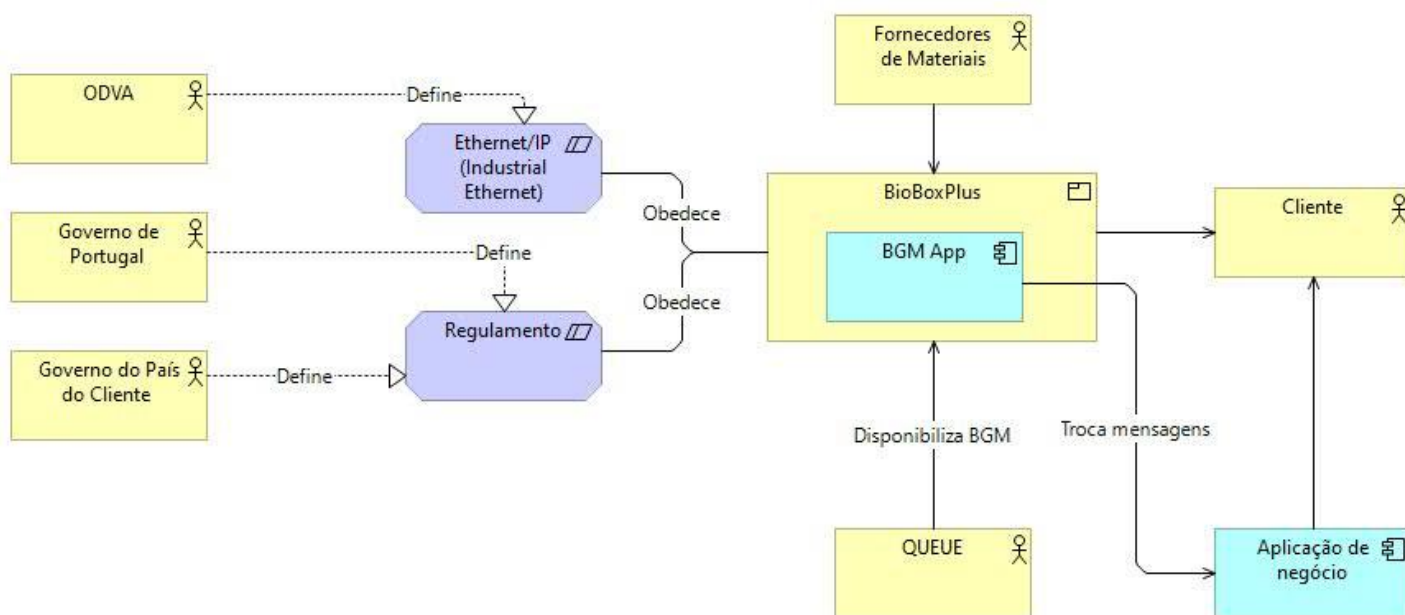 Fornecedores
de Materiais
ODVA
Define
Ethernet/IP
(Industrial
Ethernet)
BioBoxPlus
Cliente
Obedece
Governo de
Portugal
BGM App
Define
Obedece
Regulamento
Governo do País
do Cliente
Define
Disponibiliza BGM
Troca mensagens
QUEUE
Aplicação de
negócio